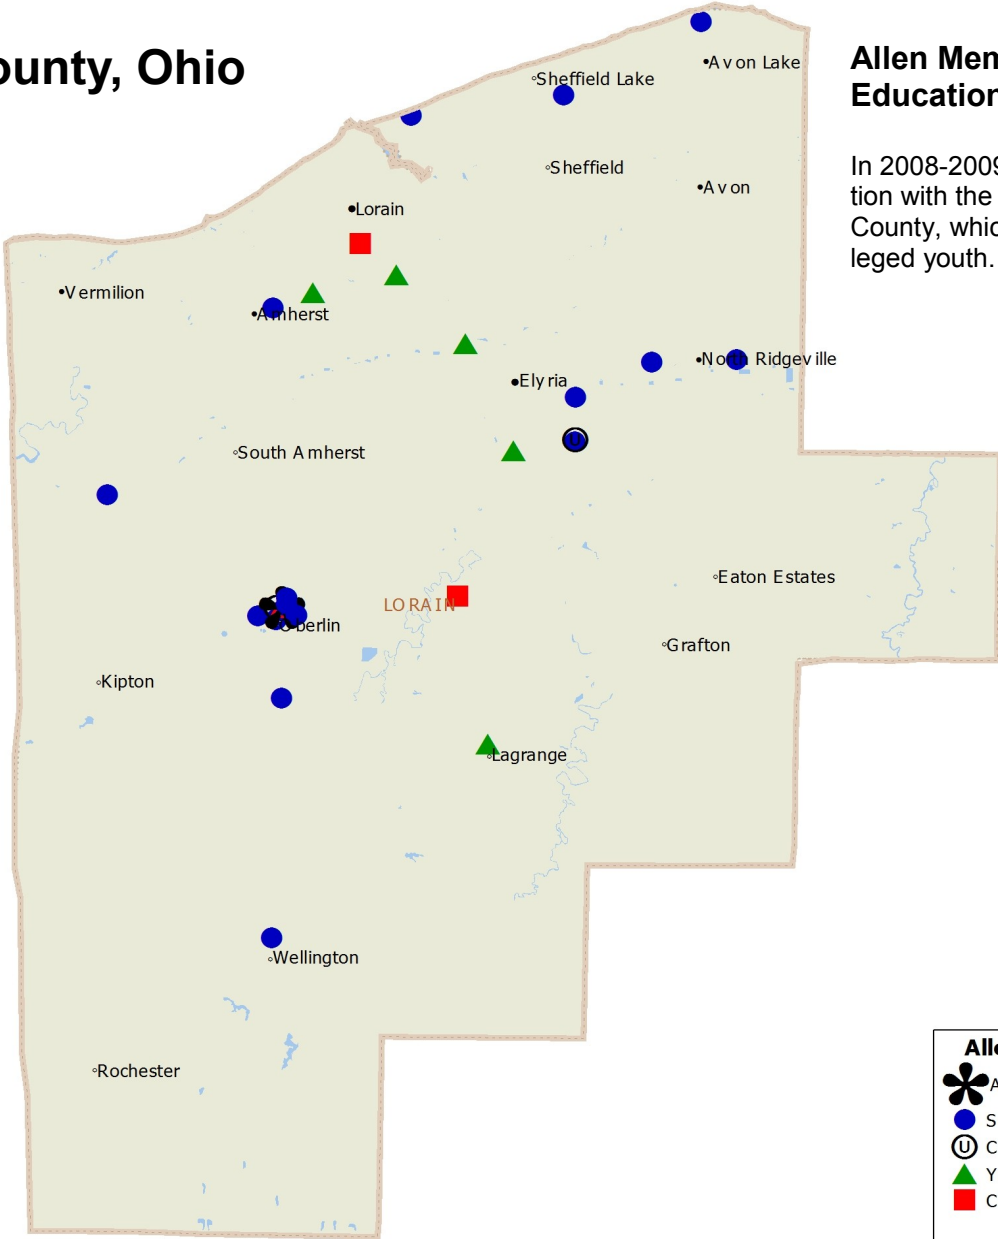 ounty, Ohio
Allen Mem
Education
In 2008-2009
tion with the
County, whic
leged youth.
Avon Lake
Sheffield Lake
Sheffield
Avon
Lorain
Vermilion
Amherst
North Ridgeville
Elyria
South Amherst
Eaton Estates
LORAIN
Oberlin
Grafton
Kipton
Lagrange
Wellington
Rochester
U
Alle
A
S
U C
Y
C